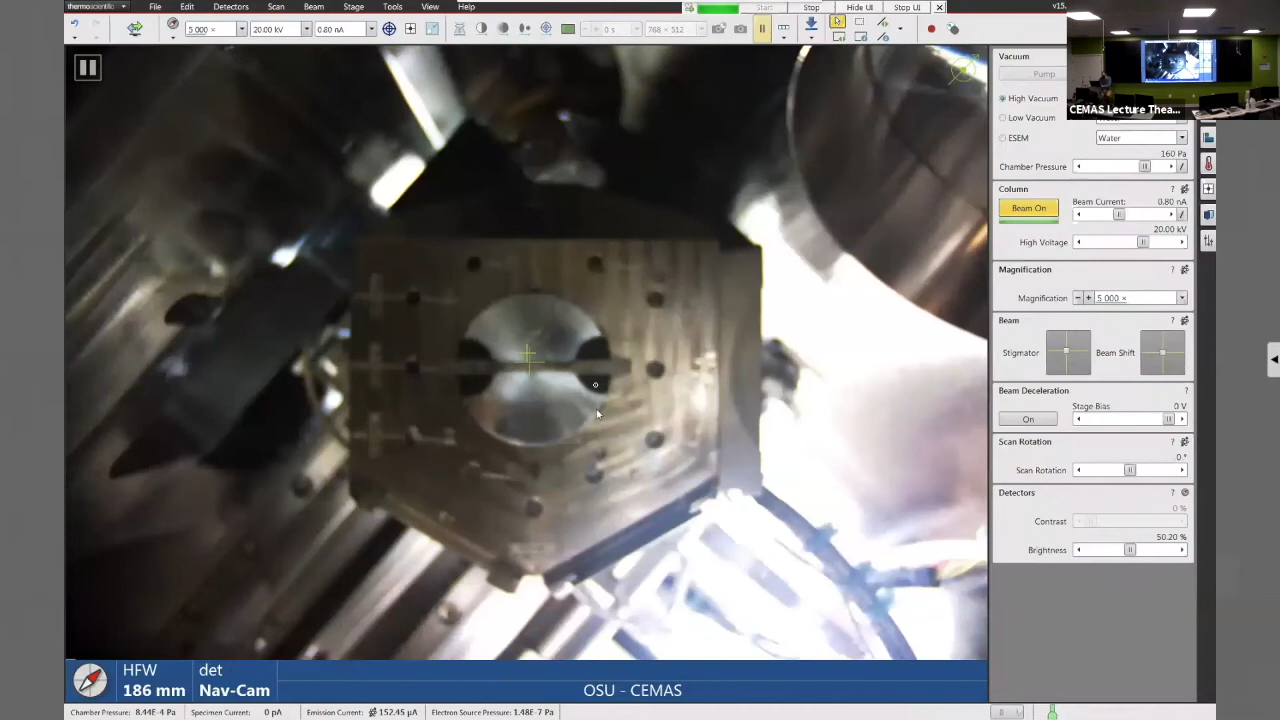 thermoscientific File Edit Detectors Scan Beam Stage Tools View Help Start Stop Hide UI Stop UI v15.
5 000 × 20.00 kV 0.80 nA 0 s 768 × 512
Vacuum
Pump
High Vacuum
Low Vacuum
ESEM Water
160 Pa
Chamber Pressure
Column ?
Beam On Beam Current: 0.80 nA
20.00 kV
High Voltage
Magnification ?
Magnification 5 000 ×
Beam ?
Stigmator Beam Shift
Beam Deceleration ?
Stage Bias 0 V
On
Scan Rotation ?
0 °
Scan Rotation
Detectors ?
0 %
Contrast
50.20 %
Brightness
CEMAS Lecture Thea...
HFW det
186 mm Nav-Cam OSU - CEMAS
Chamber Pressure: 8.44E-4 Pa Specimen Current: 0 pA Emission Current: 152.45 µA Electron Source Pressure: 1.48E-7 Pa